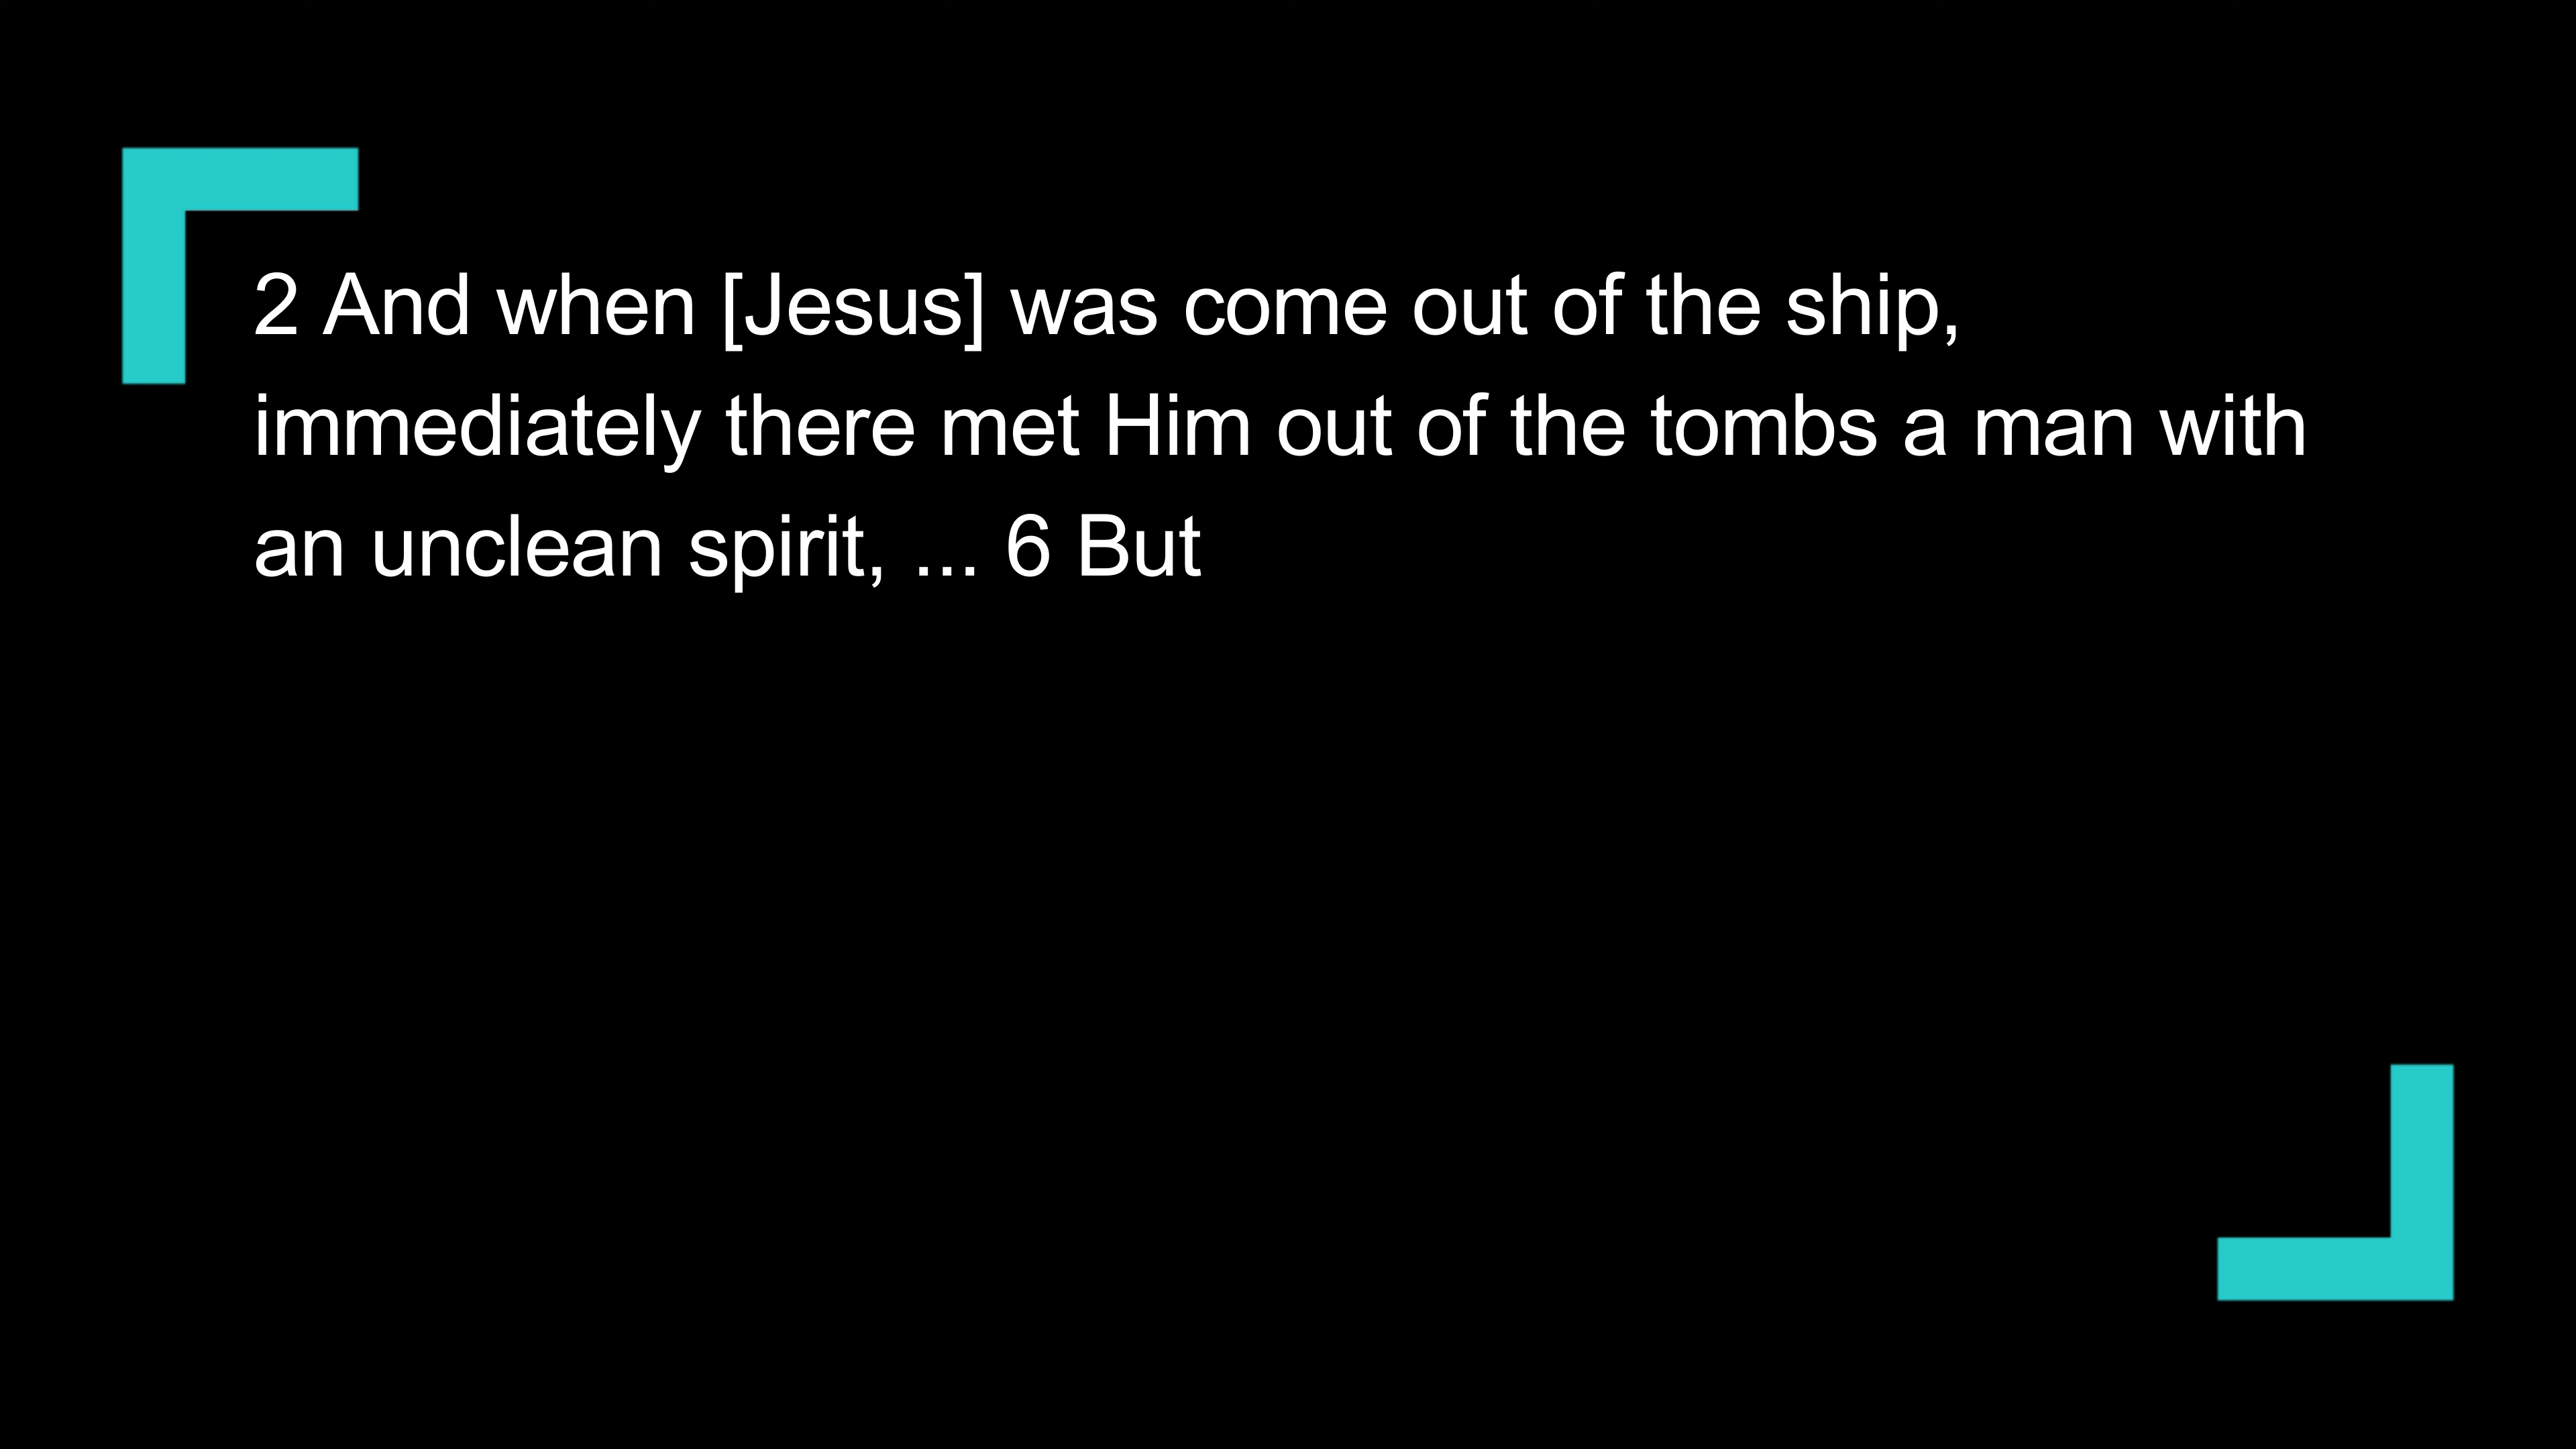 2 And when [Jesus] was come out of the ship,
immediately there met Him out of the tombs a man with
an unclean spirit, ... 6 But